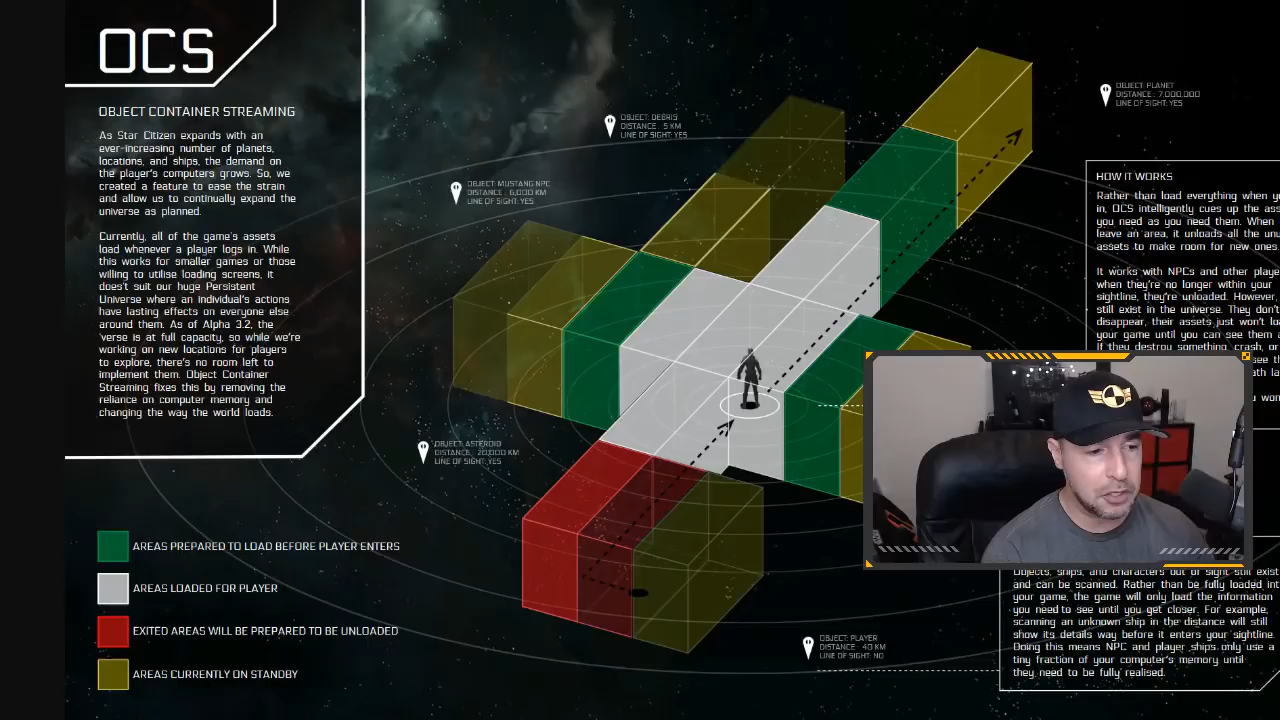 OCS
OBJECT CONTAINER STREAMING
As Star Citizen expands with an
ever-increasing number of planets,
locations, and ships, the demand on
the player's computers grows. So, we
created a feature to ease the strain
and allow us to continually expand the
universe as planned.
Currently, all of the game's assets
load whenever a player logs in. While
this works for smaller games or those
willing to utilise loading screens, it
does't suit our huge Persistent
Universe where an individual's actions
have lasting effects on everyone else
around them. As of Alpha 3.2, the
'verse is at full capacity, so while we're
working on new locations for players
to explore, there's no room left to
implement them. Object Container
Streaming fixes this by removing the
reliance on computer memory and
changing the way the world loads.
OBJECT: DEBRIS
DISTANCE : 5 KM
LINE OF SIGHT: YES
OBJECT: MUSTANG NPC
DISTANCE : 6,000 KM
LINE OF SIGHT: YES
OBJECT: PLANET
DISTANCE : 7,000,000
LINE OF SIGHT: YES
OBJECT: ASTEROID
DISTANCE : 20,000 KM
LINE OF SIGHT: YES
OBJECT: PLAYER
DISTANCE : 40 KM
LINE OF SIGHT: NO
AREAS PREPARED TO LOAD BEFORE PLAYER ENTERS
AREAS LOADED FOR PLAYER
EXITED AREAS WILL BE PREPARED TO BE UNLOADED
AREAS CURRENTLY ON STANDBY
HOW IT WORKS
Rather than load everything when
in, OCS intelligently cues up the
you need as you need them. When
leave an area, it unloads all the
assets to make room for new ones.
It works with NPCs and other
when they're no longer within your
sightline, they're unloaded. However,
still exist in the universe. They don't
disappear, their assets just won't
your game until you can see them
If they destroy something, crash, or
Objects, ships, and characters out of sight still exist
and can be scanned. Rather than be fully loaded into
your game, the game will only load the information
you need to see until you get closer. For example,
scanning an unknown ship in the distance will still
show its details way before it enters your sightline.
Doing this means NPC and player ships only use a
tiny fraction of your computer's memory until
they need to be fully realised.